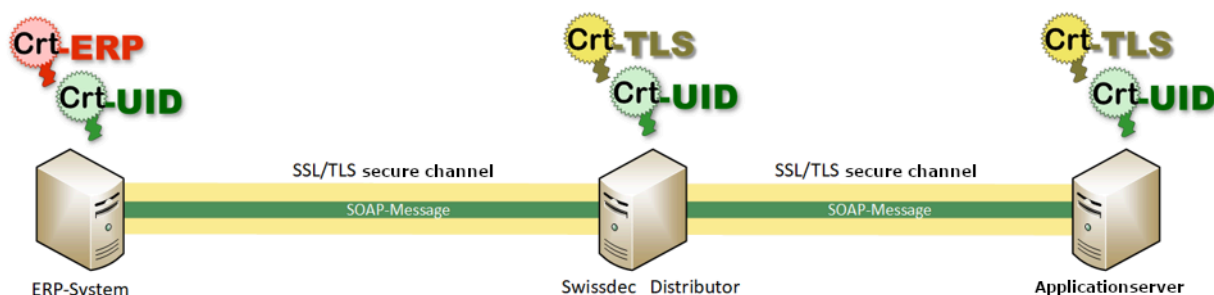 Crt-ERP
Crt-UID
Crt-TLS
Crt-UID
Crt-TLS
Crt-UID
SSL/TLS secure channel
SSL/TLS secure channel
SOAP-Message
SOAP-Message
ERP-System
Swissdec Distributor
Applicationserver